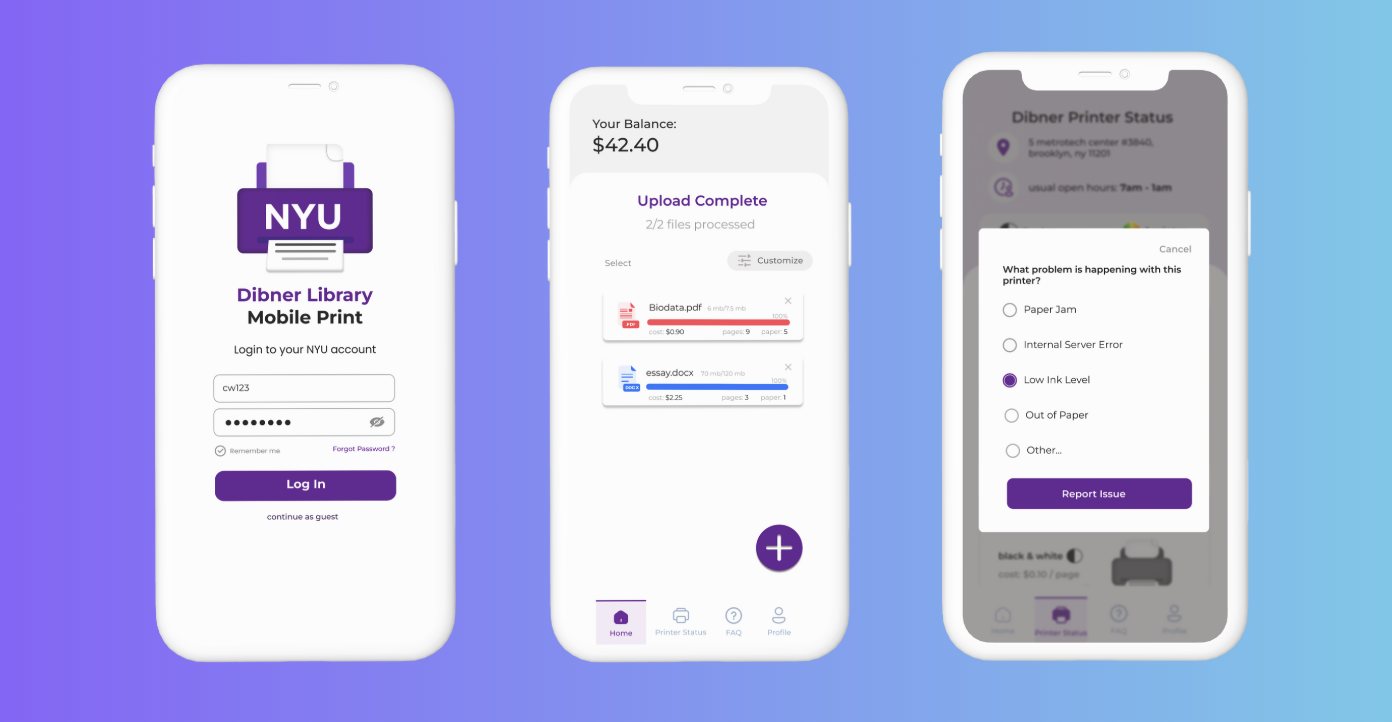 NYU
Dibner Library
Mobile Print
Login to your NYU account
cw123
Remember me
Forgot Password ?
Log In
continue as guest
Your Balance:
$42.40
Upload Complete
2/2 files processed
Select
Customize
Biodata.pdf 6 mb/7.5 mb
100%
PDF
cost: $0.90 pages: 9 paper: 5
essay.docx 70 mb/120 mb
100%
DOCX
cost: $2.25 pages: 3 paper: 1
Home
Printer Status
FAQ
Profile
Dibner Printer Status
5 metrotech center #3840,
brooklyn, ny 11201
usual open hours: 7am - 1am
Cancel
What problem is happening with this
printer?
Paper Jam
Internal Server Error
Low Ink Level
Out of Paper
Other...
Report Issue
black & white
cost: $0.10 / page
Home
Printer Status
FAQ
Profile